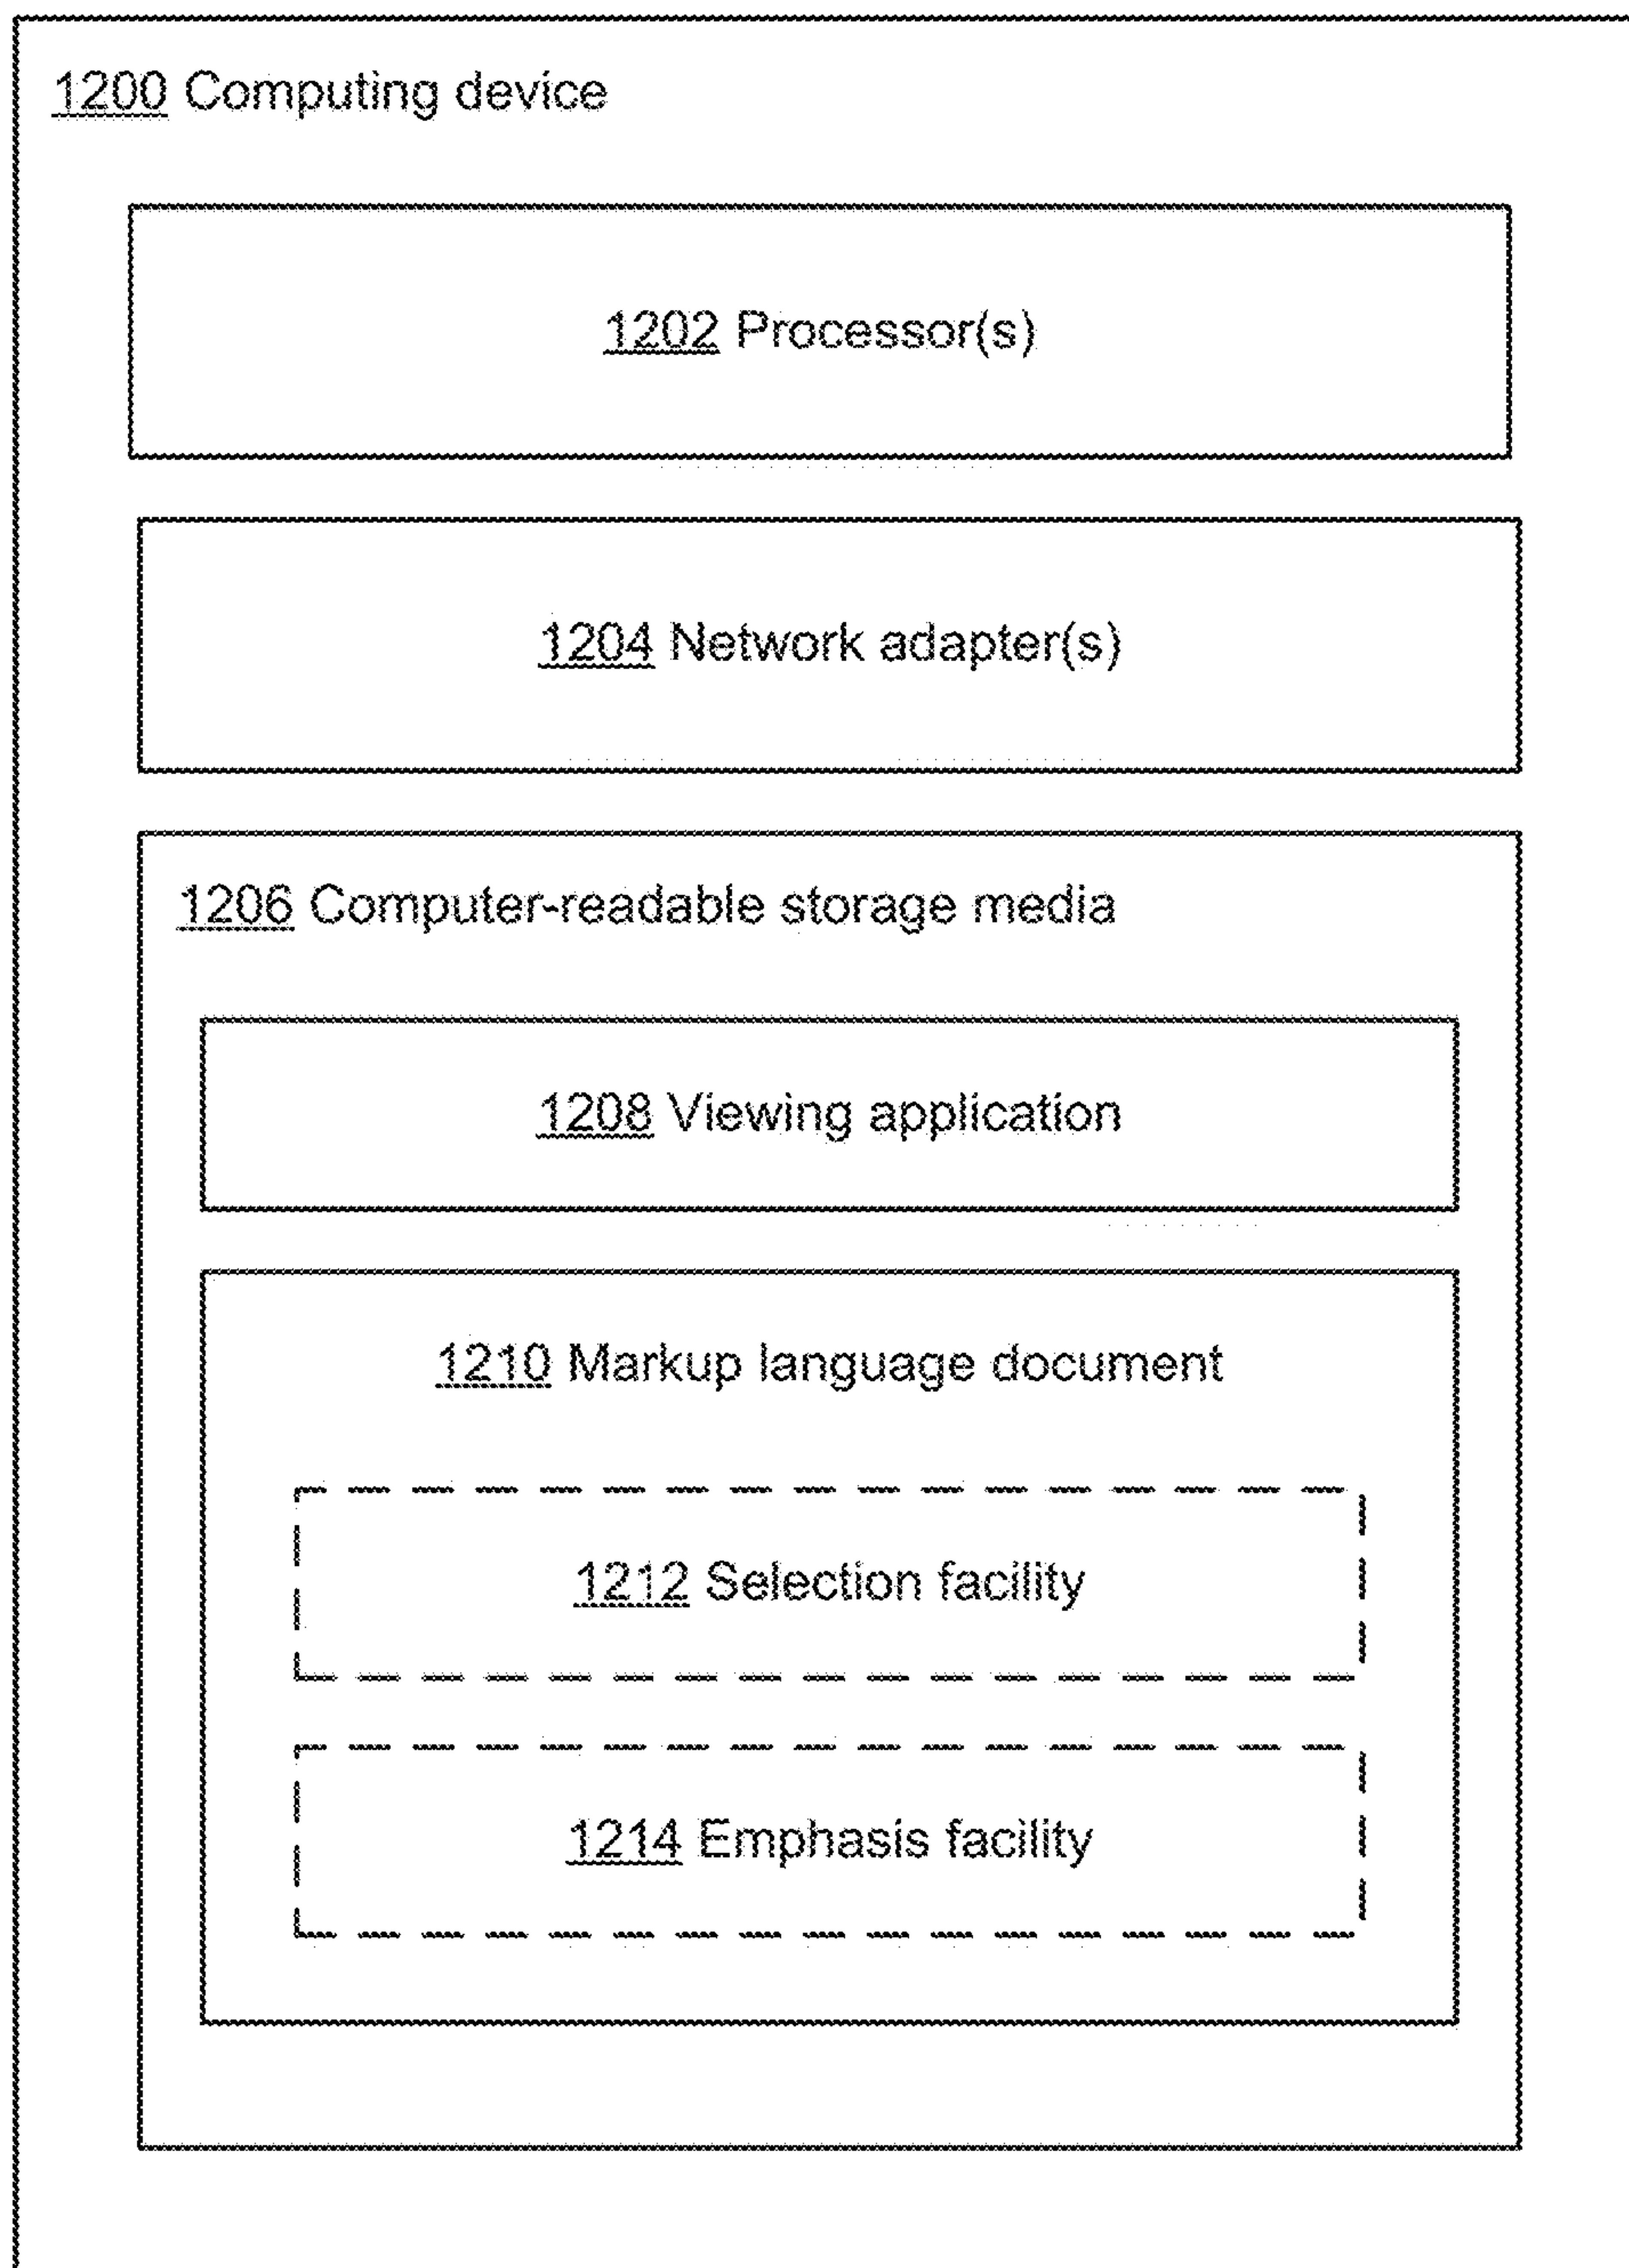 1200 Computing device
1202 Processor(s)
1204 Network adapter(s)
1206 Computer-readable storage media
1208 Viewing application
1210 Markup language document
1212 Selection facility
1214 Emphasis facility